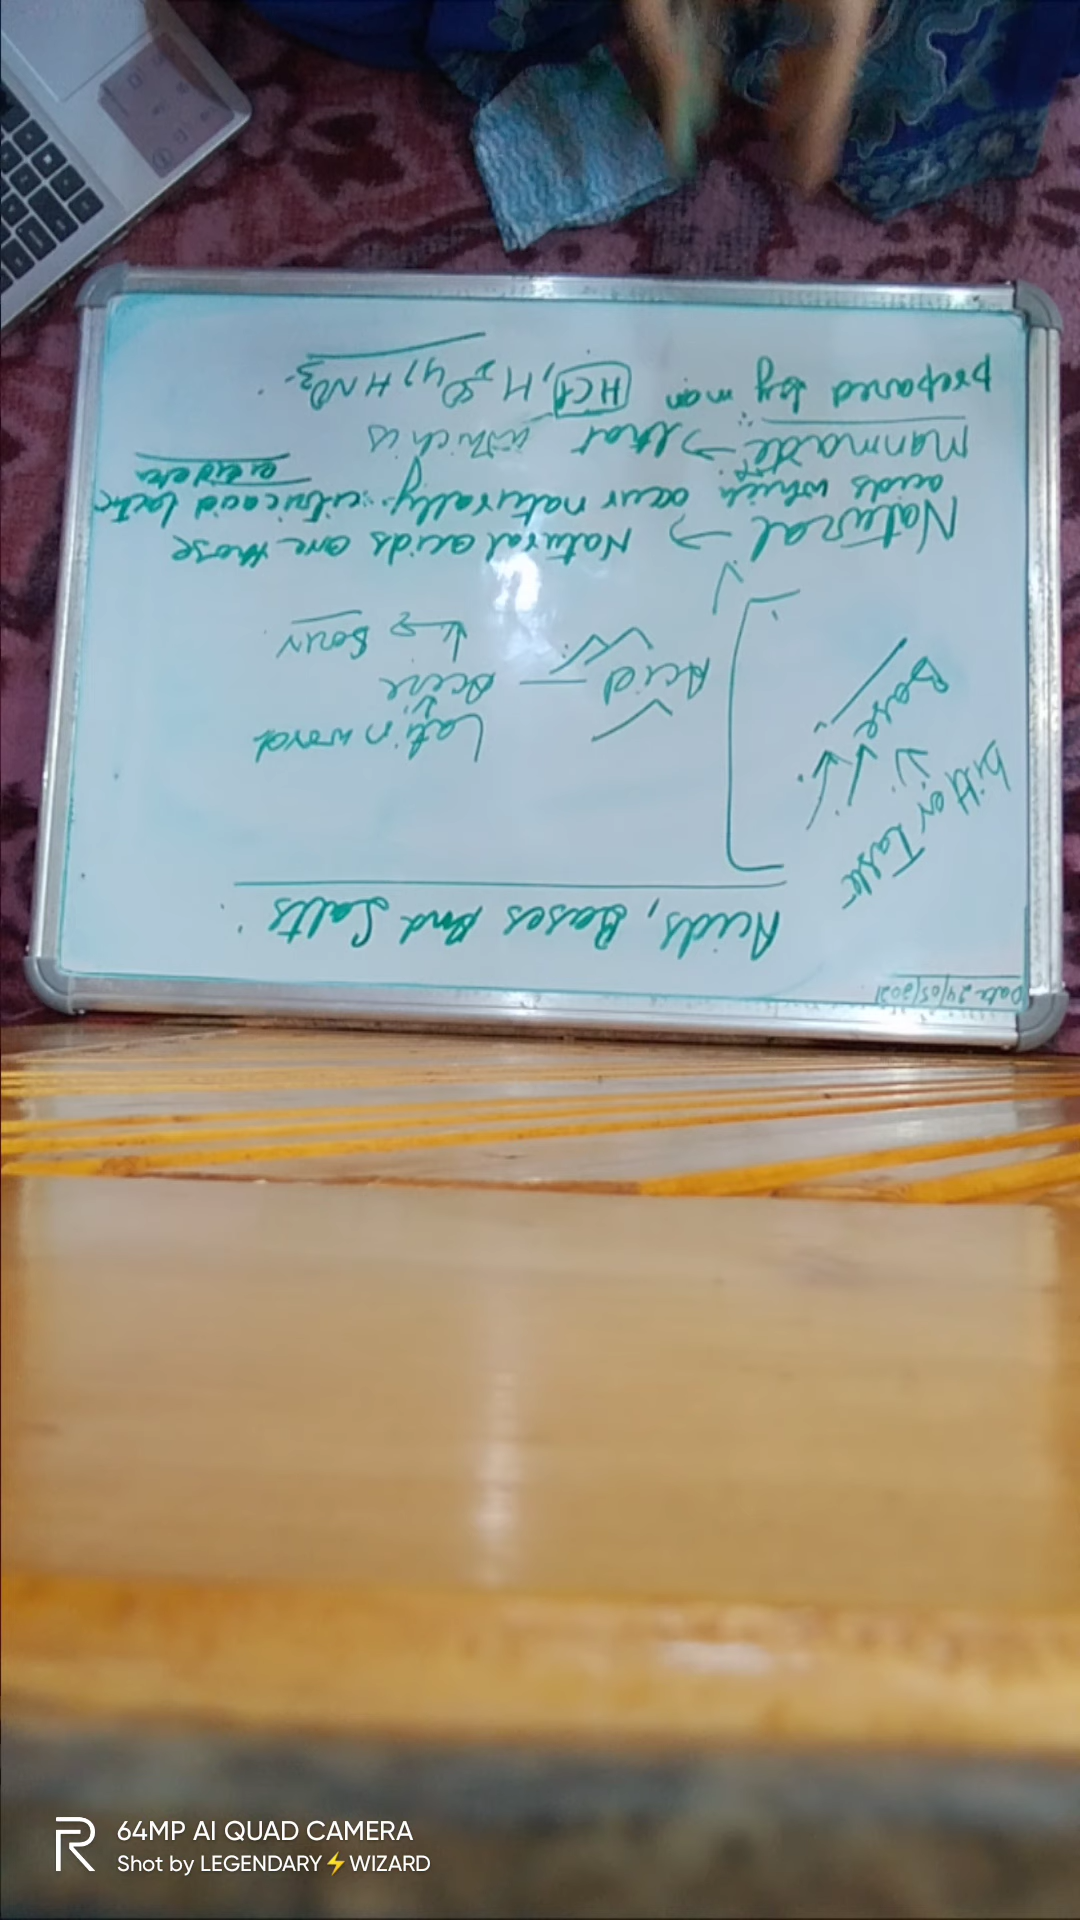 Date 24/05/2021
Acids, Bases And Salts
Latin word
Acid — Acere
↳ Sour
Base
bitter Taste
Natural → Natural acids are those
acids which occur naturally. citric acid lactic
Manmade → that which is
prepared by man HCl, H2SO4, HNO3
64MP AI QUAD CAMERA
Shot by LEGENDARY⚡WIZARD